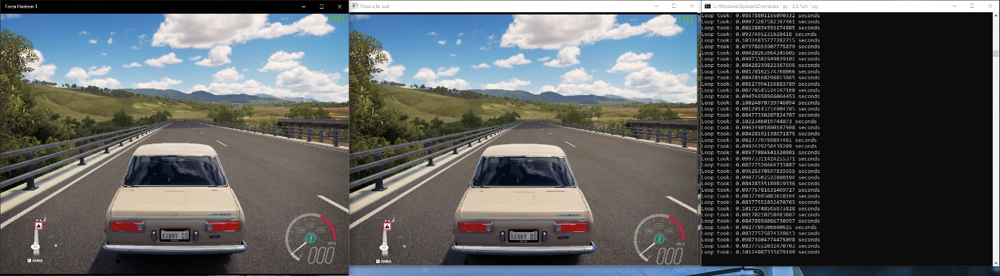 Forza Horizon 3
XANNY OD
N
ANNA
000
Press q to quit
XANNY OD
N
ANNA
000
C:\Windows\System32\cmd.exe - py -3.6 Part-1.py
Loop took: 0.08578801155090332 seconds
Loop took: 0.09973287582397461 seconds
Loop took: 0.08628034591674805 seconds
Loop took: 0.0937495231628418 seconds
Loop took: 0.10324835777282715 seconds
Loop took: 0.07978653907775879 seconds
Loop took: 0.08428263664245605 seconds
Loop took: 0.09973382949829102 seconds
Loop took: 0.08428239822387695 seconds
Loop took: 0.08178162574768066 seconds
Loop took: 0.08428168296813965 seconds
Loop took: 0.08527994155883789 seconds
Loop took: 0.08776545524597168 seconds
Loop took: 0.09474658966064453 seconds
Loop took: 0.10024070739746094 seconds
Loop took: 0.08129143714904785 seconds
Loop took: 0.08477330207824707 seconds
Loop took: 0.1022346019744873 seconds
Loop took: 0.09624981880187988 seconds
Loop took: 0.08428192138671875 seconds
Loop took: 0.0827779769897461 seconds
Loop took: 0.0992429256439209 seconds
Loop took: 0.08577084541320801 seconds
Loop took: 0.09973311424255371 seconds
Loop took: 0.08727526664733887 seconds
Loop took: 0.09525370597839355 seconds
Loop took: 0.09877562522888184 seconds
Loop took: 0.08428335189819336 seconds
Loop took: 0.09775781631469727 seconds
Loop took: 0.08377695083618164 seconds
Loop took: 0.08377552032470703 seconds
Loop took: 0.10172748565673828 seconds
Loop took: 0.08178210258483887 seconds
Loop took: 0.08478856086730957 seconds
Loop took: 0.0827789306640625 seconds
Loop took: 0.08377575874328613 seconds
Loop took: 0.09873604774475098 seconds
Loop took: 0.08377552032470703 seconds
Loop took: 0.10124087333679199 seconds